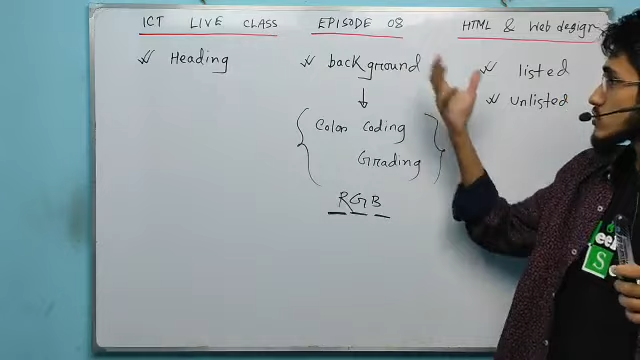 ICT LIVE CLASS EPISODE 08 HTML & Web design
Heading
background
Color Coding
Grading
RGB
listed
unlisted
S